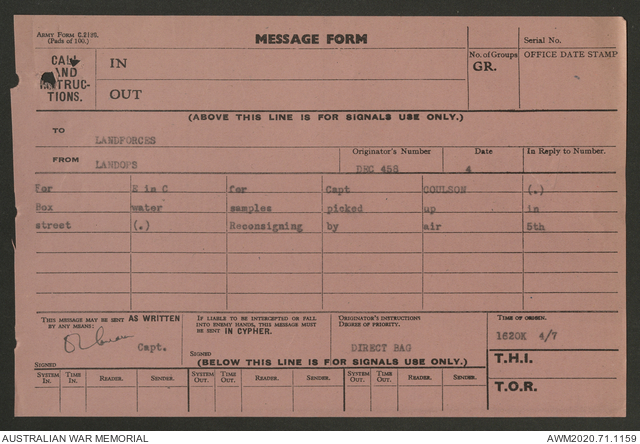 ARMY FORM C.2128.
(Pads of 100.)
MESSAGE FORM
Serial No.
CALL
AND
INSTRUC-
TIONS.
IN
OUT
No. of Groups
GR.
OFFICE DATE STAMP
(ABOVE THIS LINE IS FOR SIGNALS USE ONLY.)
TO
LANDFORCES
FROM
LANDOPS
Originator's Number
DEC 458
Date
4
In Reply to Number.
For E in C for Capt COULSON (.)
Box water samples picked up in
street (.) Reconsigning by air 5th
THIS MESSAGE MAY BE SENT AS WRITTEN
BY ANY MEANS:
Capt.
SIGNED
IF LIABLE TO BE INTERCEPTED OR FALL
INTO ENEMY HANDS, THIS MESSAGE MUST
BE SENT IN CYPHER.
SIGNED
ORIGINATOR'S INSTRUCTIONS
DEGREE OF PRIORITY.
DIRECT BAG
TIME OF ORIGIN.
1620K 4/7
T.H.I.
T.O.R.
(BELOW THIS LINE IS FOR SIGNALS USE ONLY.)
SYSTEM IN. TIME IN. READER. SENDER. SYSTEM OUT. TIME OUT. READER. SENDER. SYSTEM OUT. TIME OUT. READER. SENDER.
AUSTRALIAN WAR MEMORIAL
AWM2020.71.1159